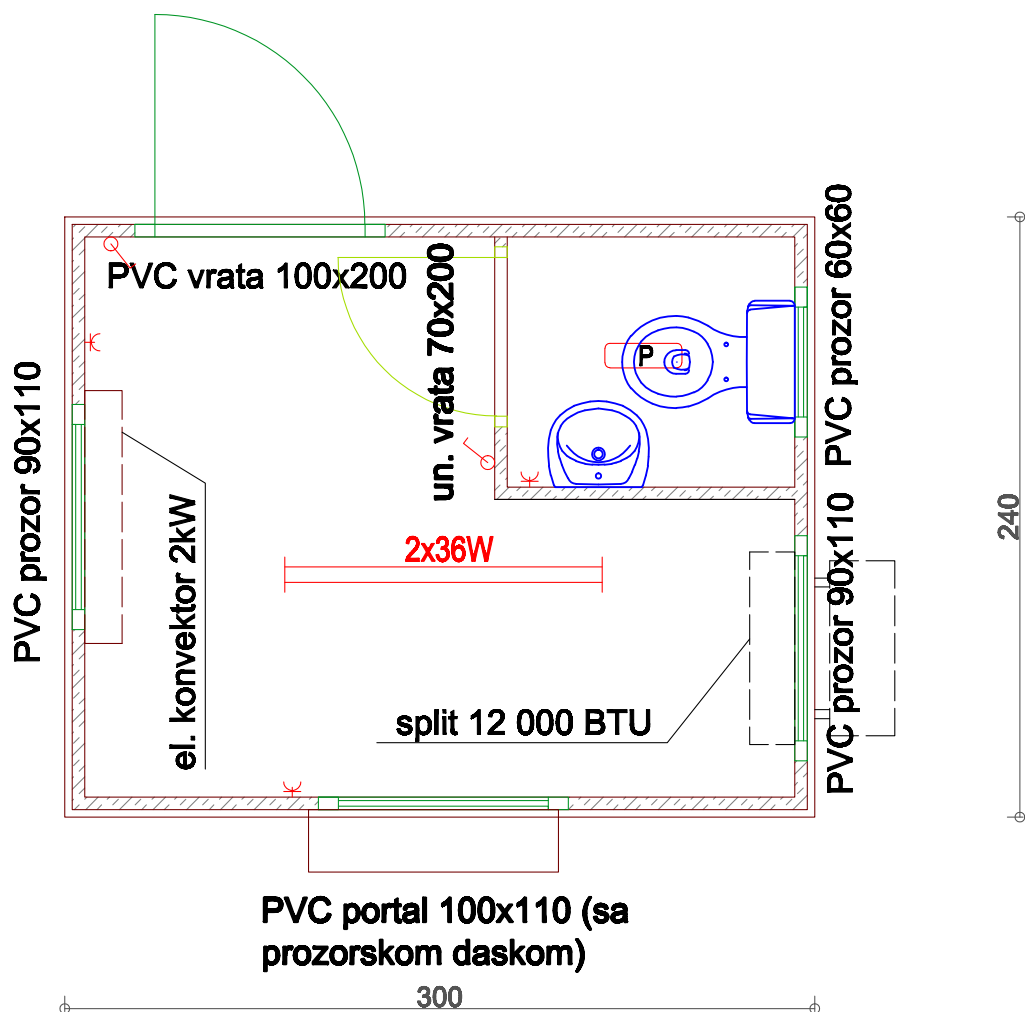 PVC vrata 100x200
un. vrata 70x200
PVC prozor 60x60
P
PVC prozor 90x110
el. konvektor 2kW
2x36W
split 12 000 BTU
PVC prozor 90x110
240
PVC portal 100x110 (sa
prozorskom daskom)
300